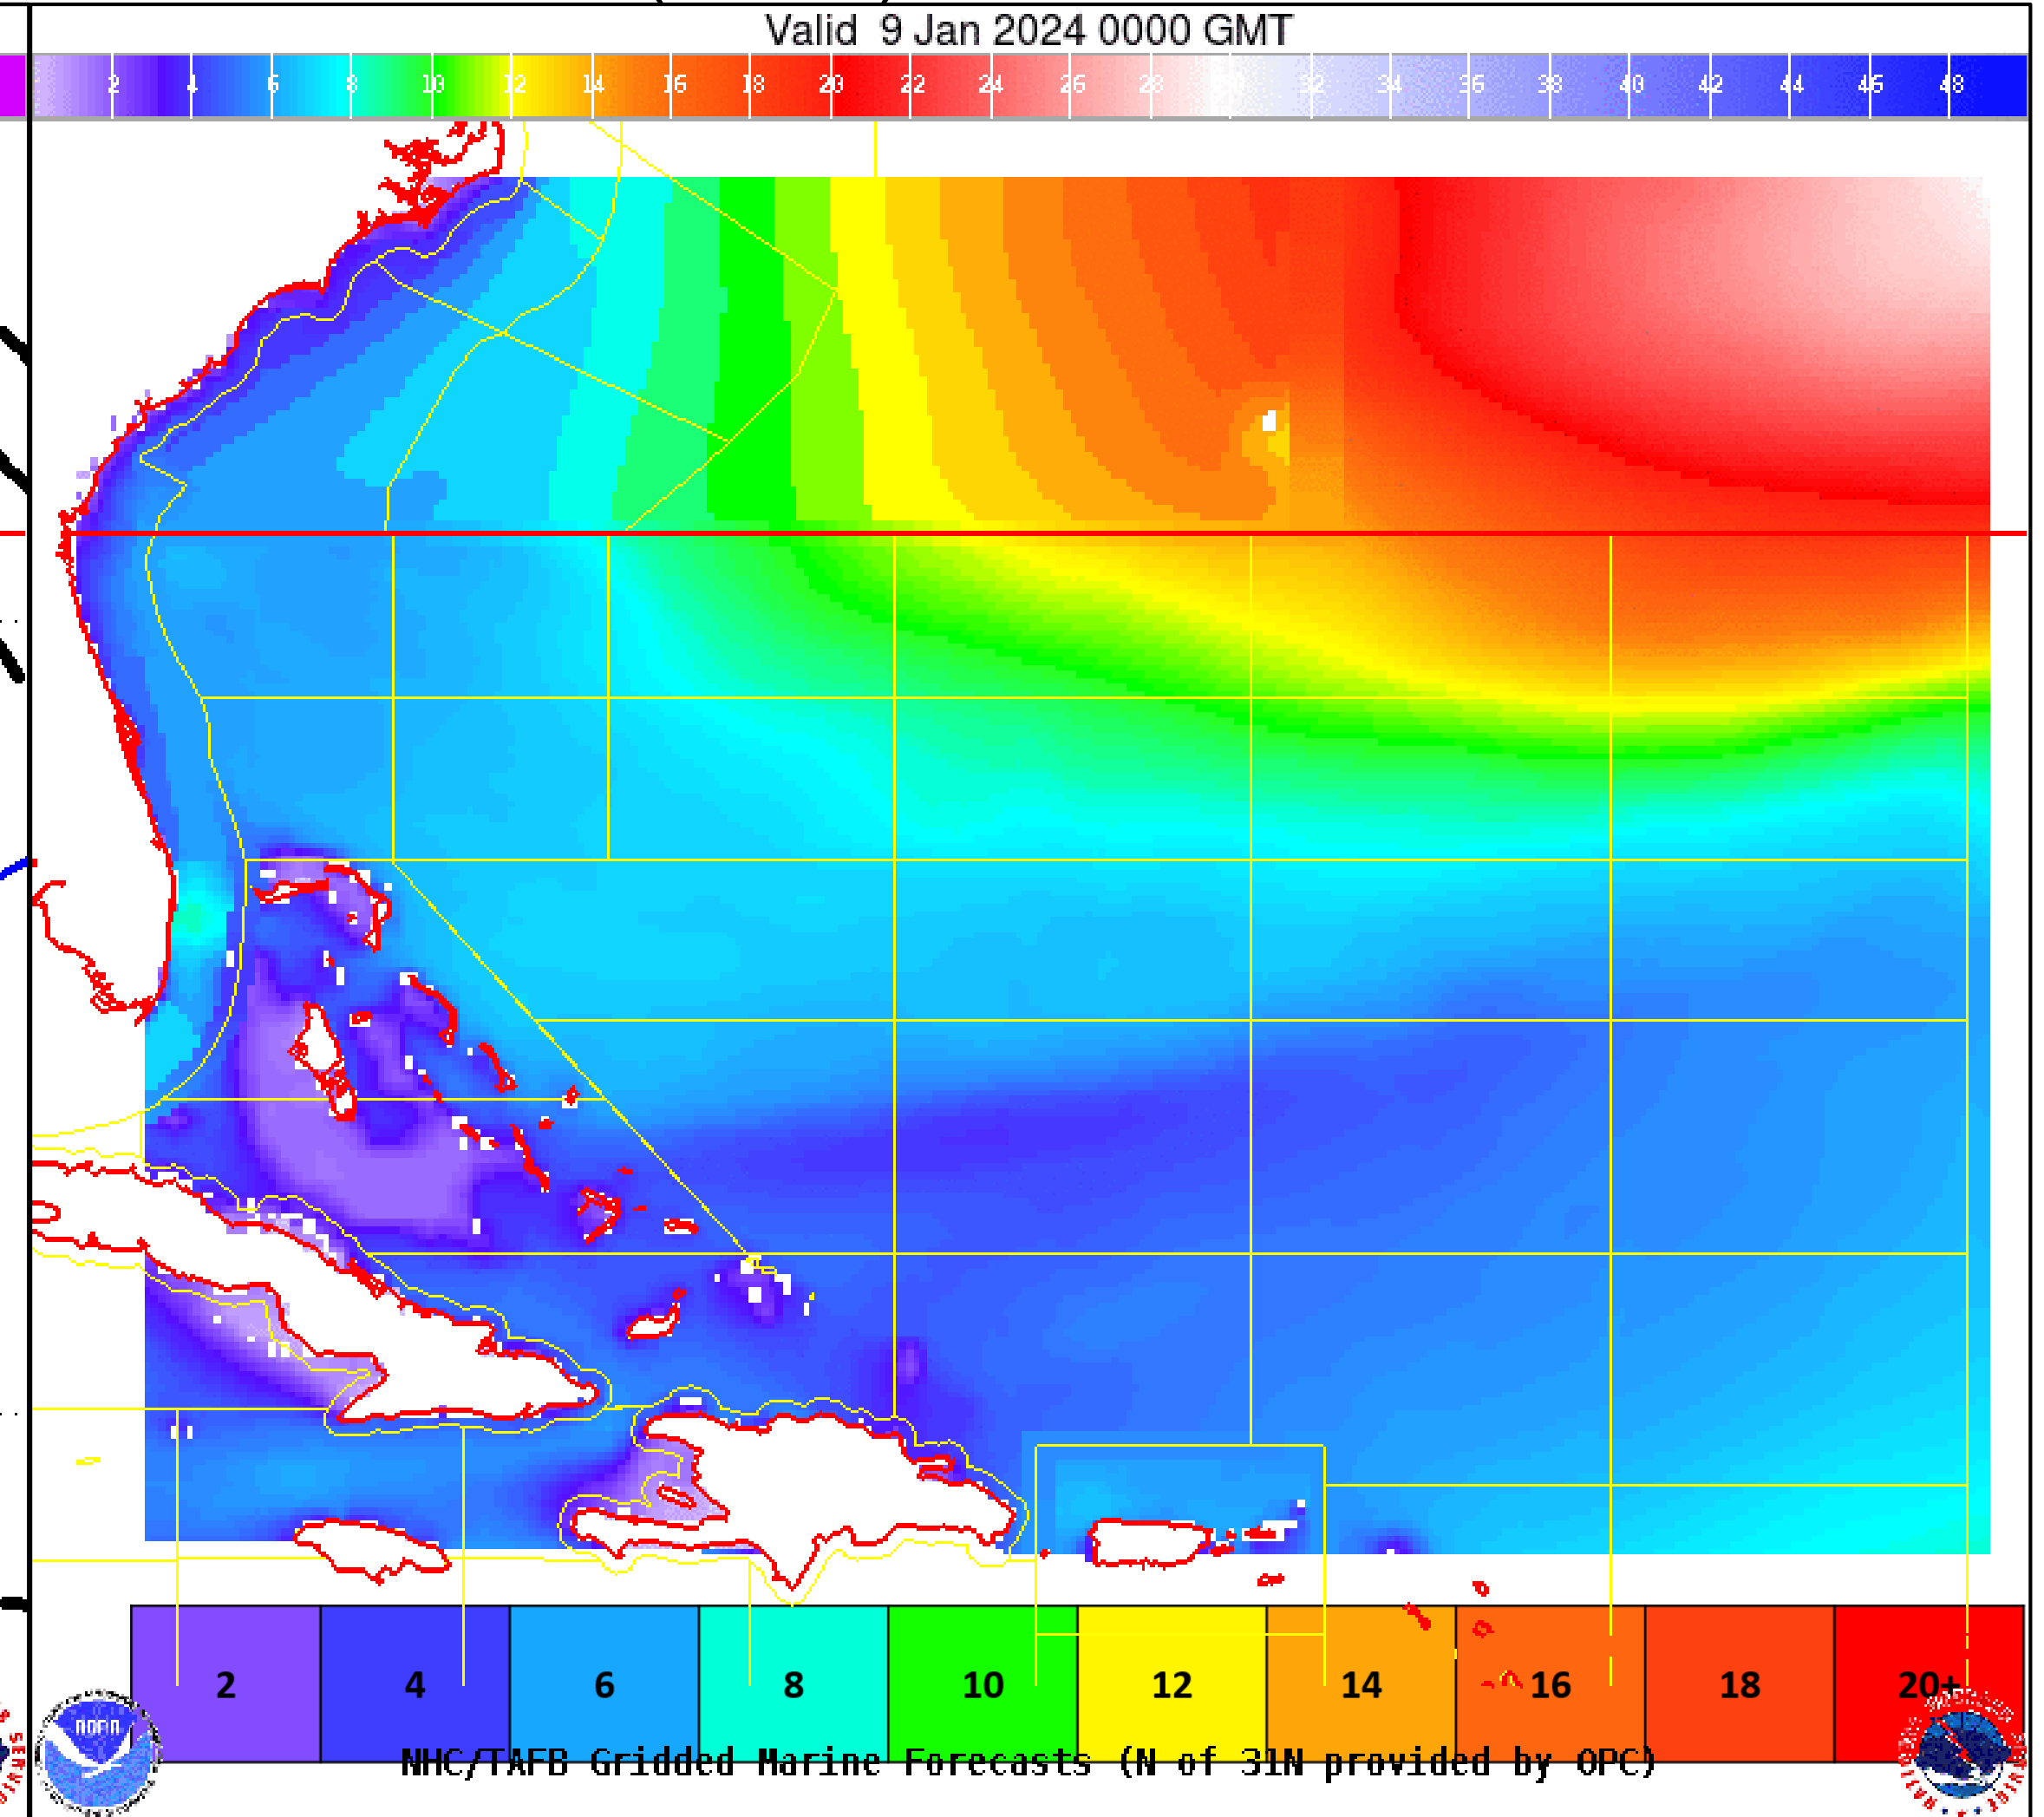 Valid 9 Jan 2024 0000 GMT
2 4 6 8 10 12 14 16 18 20 22 24 26 28 30 32 34 36 38 40 42 44 46 48
2 4 6 8 10 12 14 16 18 20+
NOAA
NHC/TAFB Gridded Marine Forecasts (N of 31N provided by OPC)